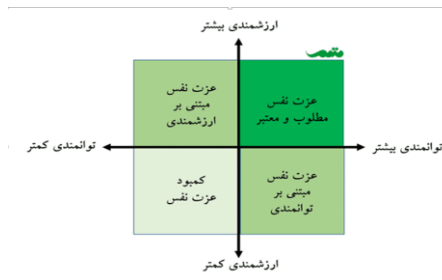 ارزشمندی بیشتر
متمم
عزت نفس
مبتنی بر
ارزشمندی
عزت نفس
مطلوب و معتبر
توانمندی بیشتر
توانمندی کمتر
عزت نفس
مبتنی بر
توانمندی
کمبود
عزت نفس
ارزشمندی کمتر